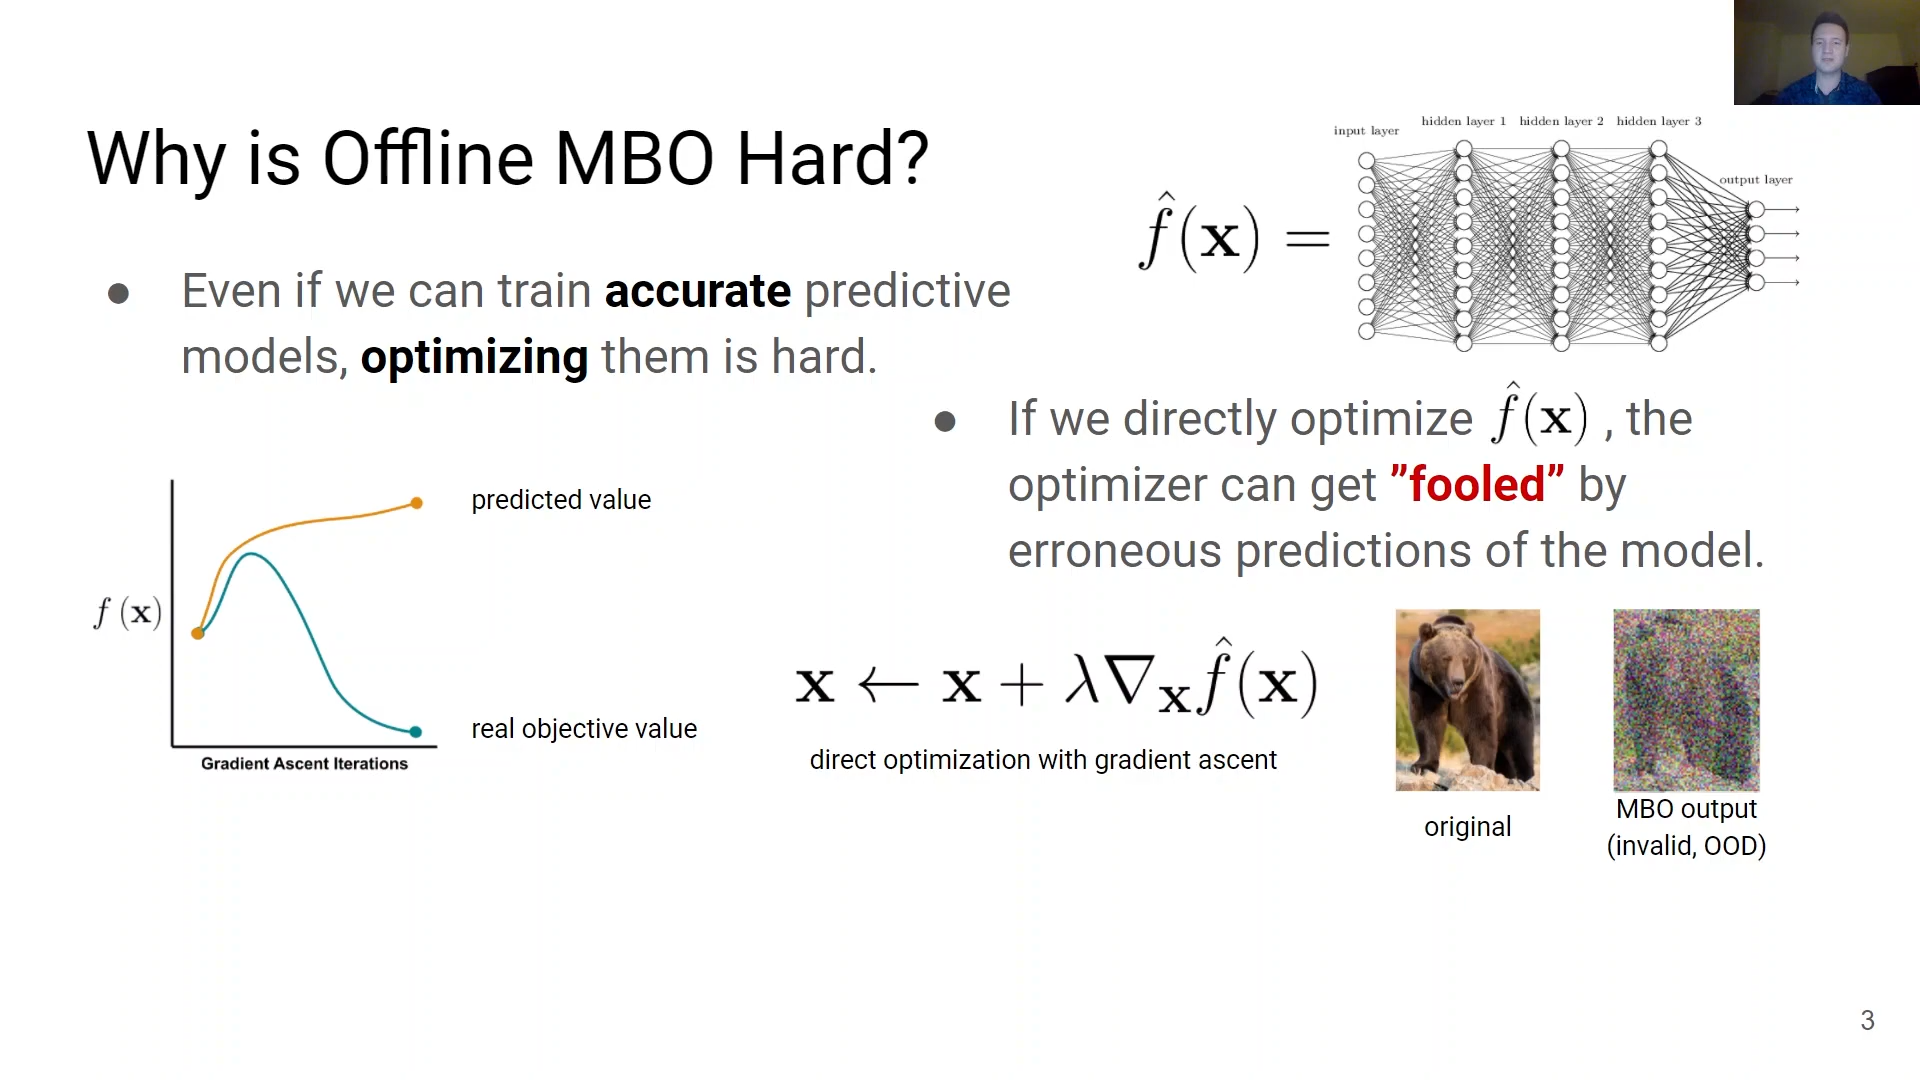 Why is Offline MBO Hard?
input layer
hidden layer 1 hidden layer 2 hidden layer 3
output layer
f̂(x) =
● Even if we can train accurate predictive
models, optimizing them is hard.
● If we directly optimize f̂(x) , the
optimizer can get ”fooled” by
erroneous predictions of the model.
predicted value
f (x)
real objective value
Gradient Ascent Iterations
x ← x + λ∇ₓf̂(x)
direct optimization with gradient ascent
original
MBO output
(invalid, OOD)
3